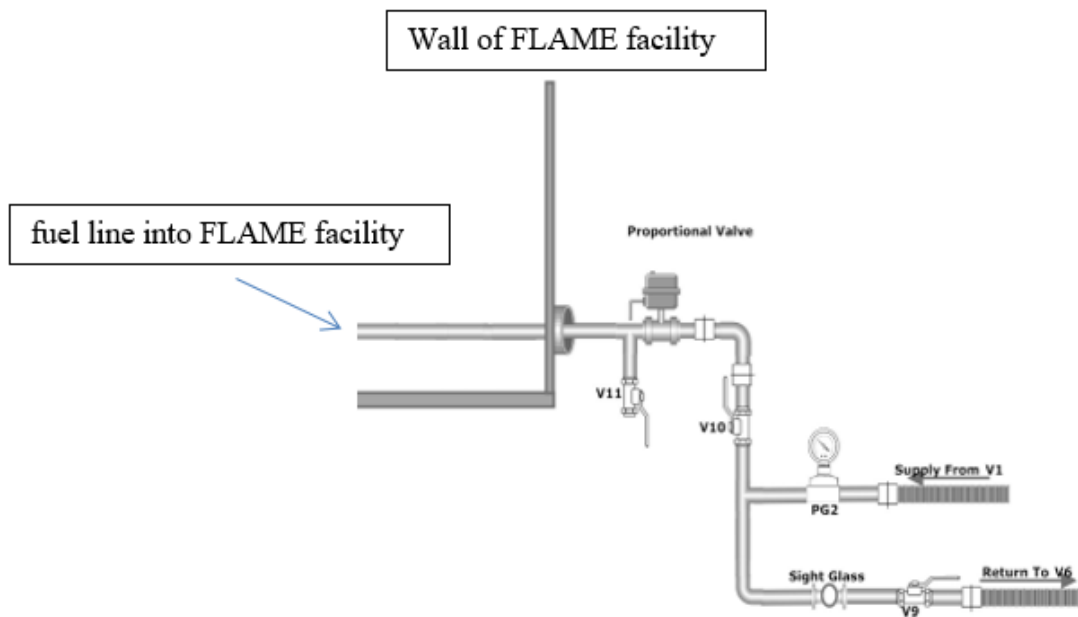 Wall of FLAME facility
fuel line into FLAME facility
Proportional Valve
V11
V10
Supply From V1
PG2
Sight Glass
Return To V6
V9